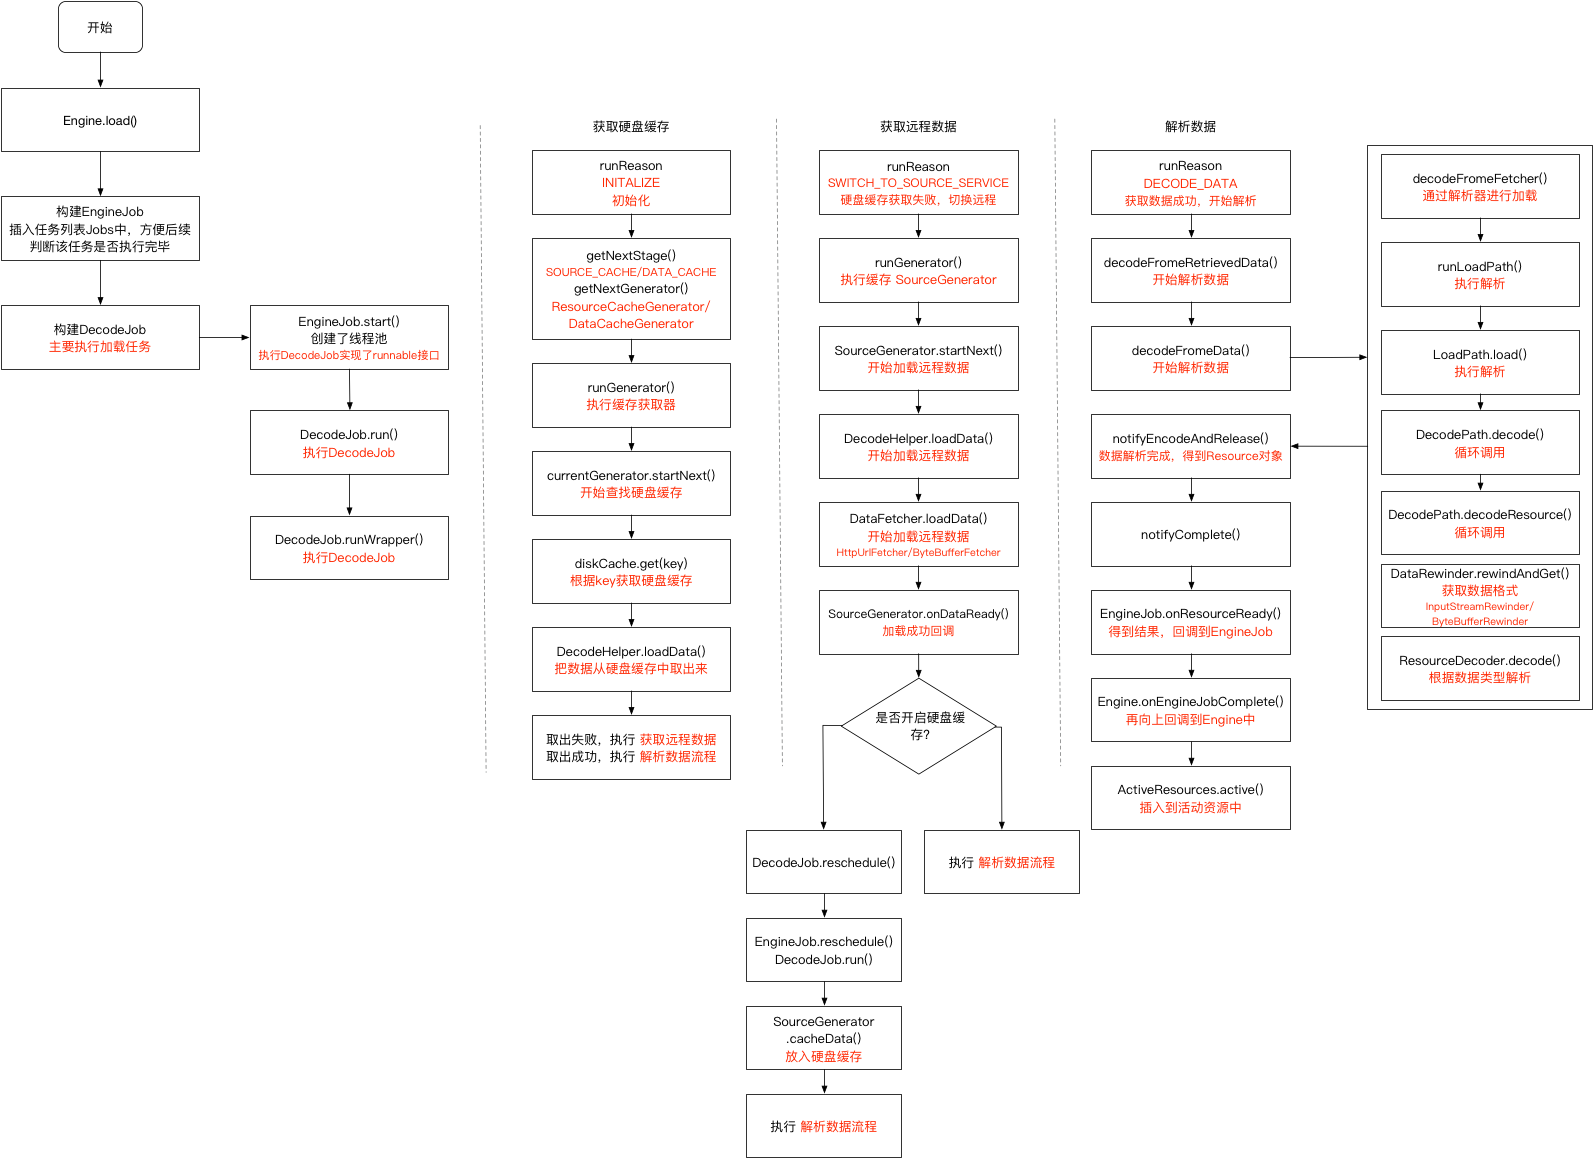 开始
Engine.load()
构建EngineJob
插入任务列表Jobs中，方便后续
判断该任务是否执行完毕
构建DecodeJob
主要执行加载任务
EngineJob.start()
创建了线程池
执行DecodeJob实现了runnable接口
DecodeJob.run()
执行DecodeJob
DecodeJob.runWrapper()
执行DecodeJob
获取硬盘缓存
runReason
INITALIZE
初始化
getNextStage()
SOURCE_CACHE/DATA_CACHE
getNextGenerator()
ResourceCacheGenerator/
DataCacheGenerator
runGenerator()
执行缓存获取器
currentGenerator.startNext()
开始查找硬盘缓存
diskCache.get(key)
根据key获取硬盘缓存
DecodeHelper.loadData()
把数据从硬盘缓存中取出来
取出失败，执行 获取远程数据
取出成功，执行 解析数据流程
获取远程数据
runReason
SWITCH_TO_SOURCE_SERVICE
硬盘缓存获取失败，切换远程
runGenerator()
执行缓存 SourceGenerator
SourceGenerator.startNext()
开始加载远程数据
DecodeHelper.loadData()
开始加载远程数据
DataFetcher.loadData()
开始加载远程数据
HttpUrlFetcher/ByteBufferFetcher
SourceGenerator.onDataReady()
加载成功回调
是否开启硬盘缓
存？
DecodeJob.reschedule()
EngineJob.reschedule()
DecodeJob.run()
SourceGenerator
.cacheData()
放入硬盘缓存
执行 解析数据流程
执行 解析数据流程
解析数据
runReason
DECODE_DATA
获取数据成功，开始解析
decodeFromeRetrievedData()
开始解析数据
decodeFromeData()
开始解析数据
notifyEncodeAndRelease()
数据解析完成，得到Resource对象
notifyComplete()
EngineJob.onResourceReady()
得到结果，回调到EngineJob
Engine.onEngineJobComplete()
再向上回调到Engine中
ActiveResources.active()
插入到活动资源中
decodeFromeFetcher()
通过解析器进行加载
runLoadPath()
执行解析
LoadPath.load()
执行解析
DecodePath.decode()
循环调用
DecodePath.decodeResource()
循环调用
DataRewinder.rewindAndGet()
获取数据格式
InputStreamRewinder/
ByteBufferRewinder
ResourceDecoder.decode()
根据数据类型解析